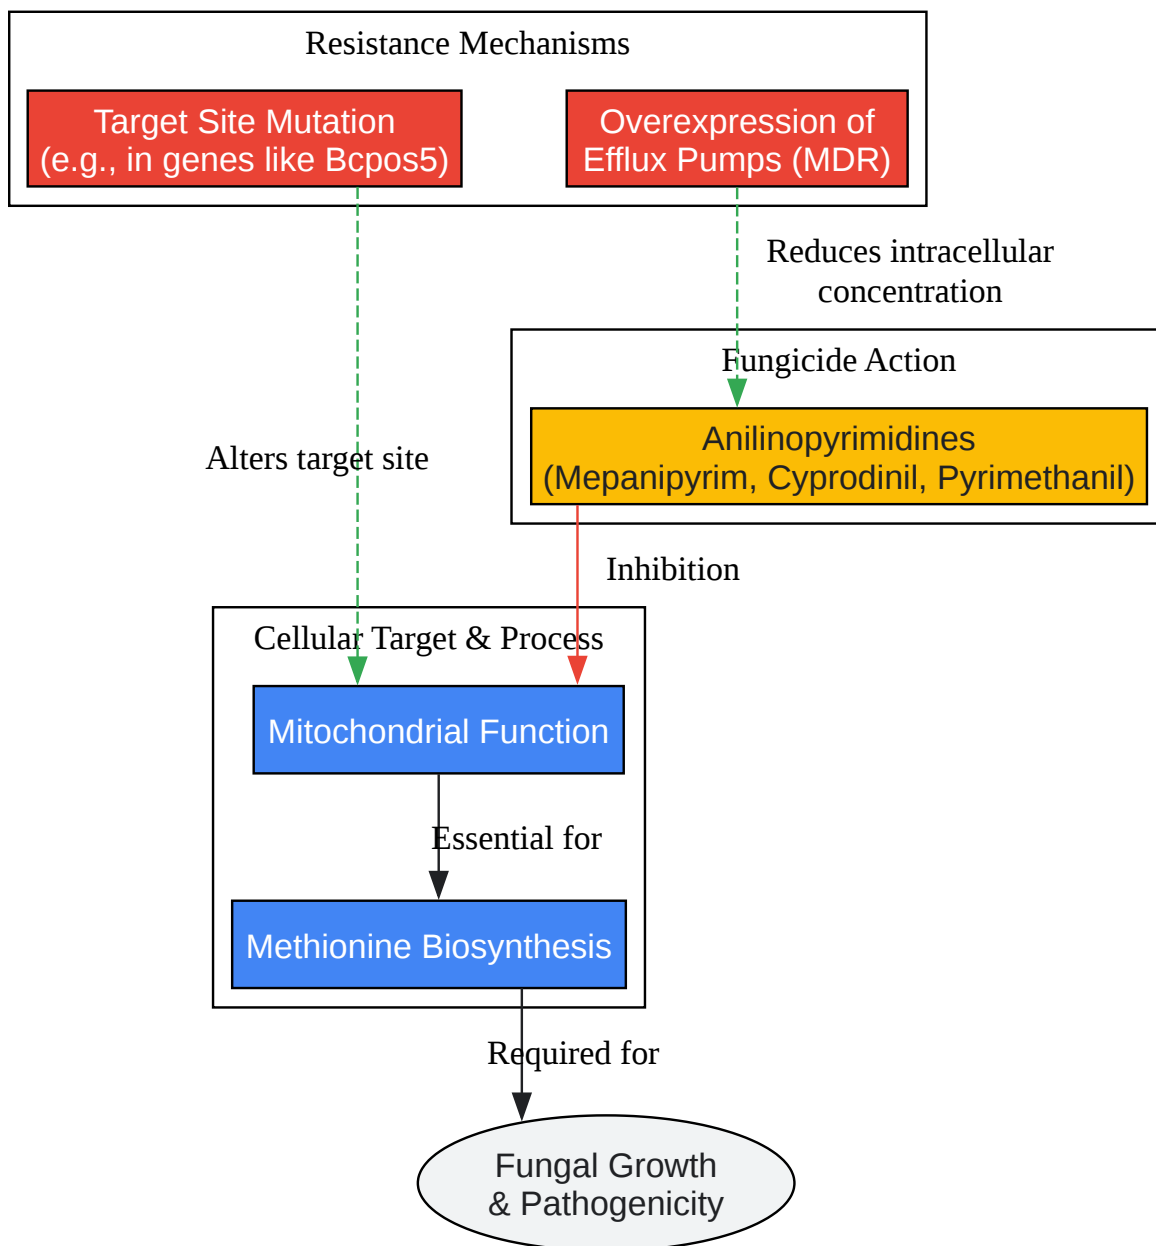 Resistance Mechanisms
Target Site Mutation
(e.g., in genes like Bcpos5)
Overexpression of
Efflux Pumps (MDR)
Reduces intracellular
concentration
Fungicide Action
Anilinopyrimidines
(Mepanipyrim, Cyprodinil, Pyrimethanil)
Alters target site
Inhibition
Cellular Target & Process
Mitochondrial Function
Essential for
Methionine Biosynthesis
Required for
Fungal Growth
& Pathogenicity